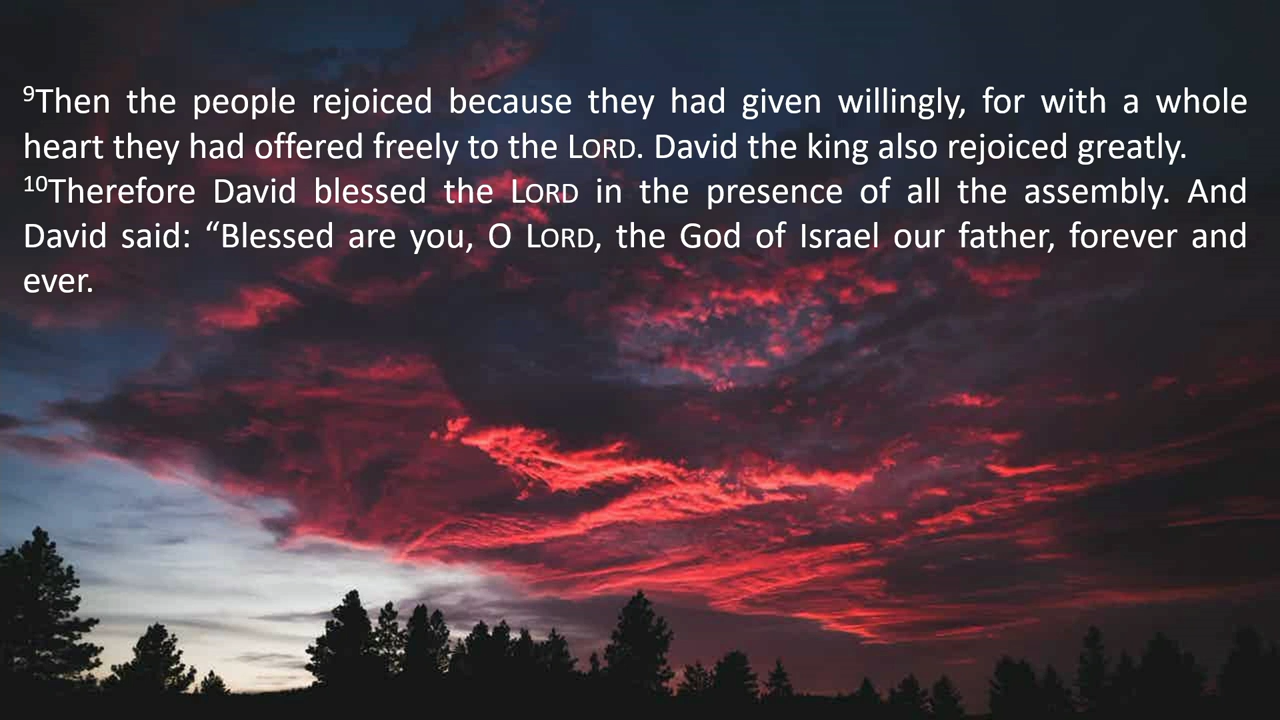 ⁹Then the people rejoiced because they had given willingly, for with a whole
heart they had offered freely to the LORD. David the king also rejoiced greatly.
¹⁰Therefore David blessed the LORD in the presence of all the assembly. And
David said: “Blessed are you, O LORD, the God of Israel our father, forever and
ever.